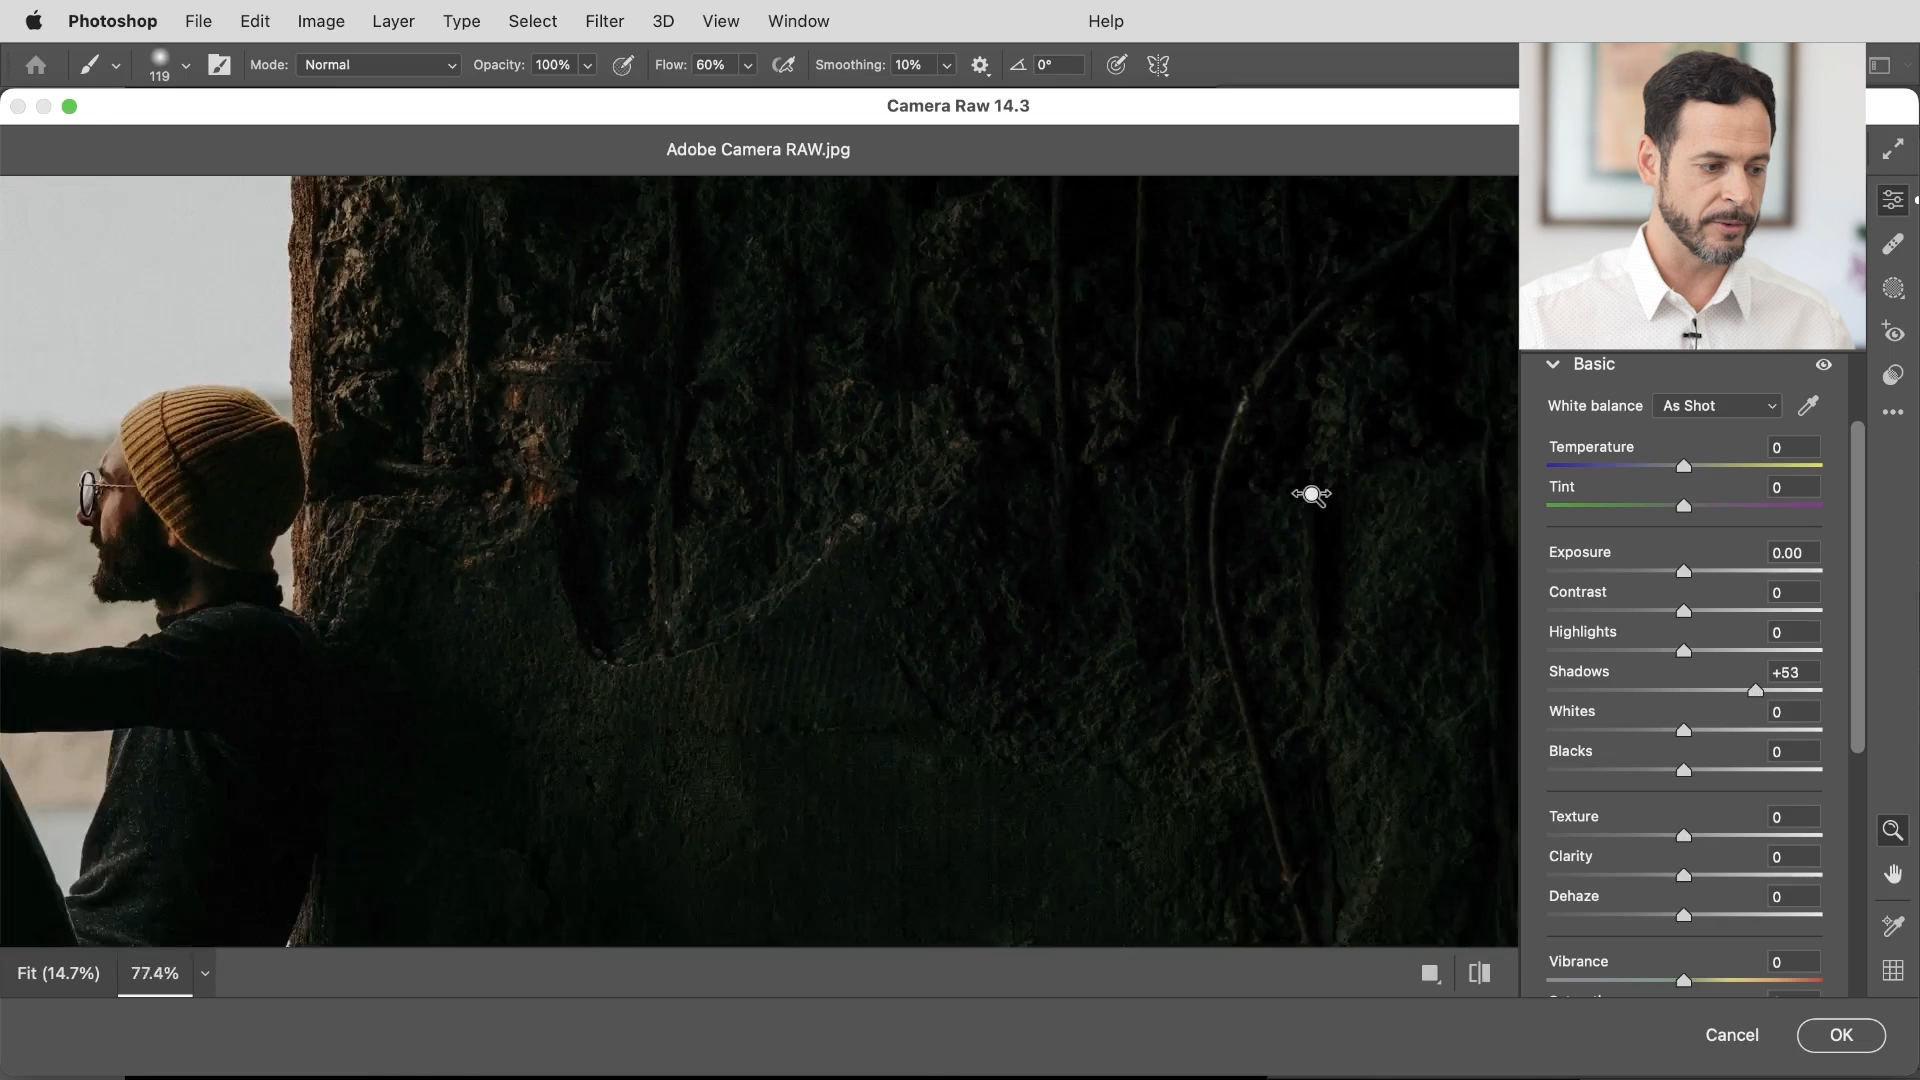 Photoshop File Edit Image Layer Type Select Filter 3D View Window Help
119 Mode: Normal Opacity: 100% Flow: 60% Smoothing: 10% 0°
Camera Raw 14.3
Adobe Camera RAW.jpg
Basic
White balance As Shot
Temperature 0
Tint 0
Exposure 0.00
Contrast 0
Highlights 0
Shadows +53
Whites 0
Blacks 0
Texture 0
Clarity 0
Dehaze 0
Vibrance 0
Fit (14.7%) 77.4%
Cancel OK